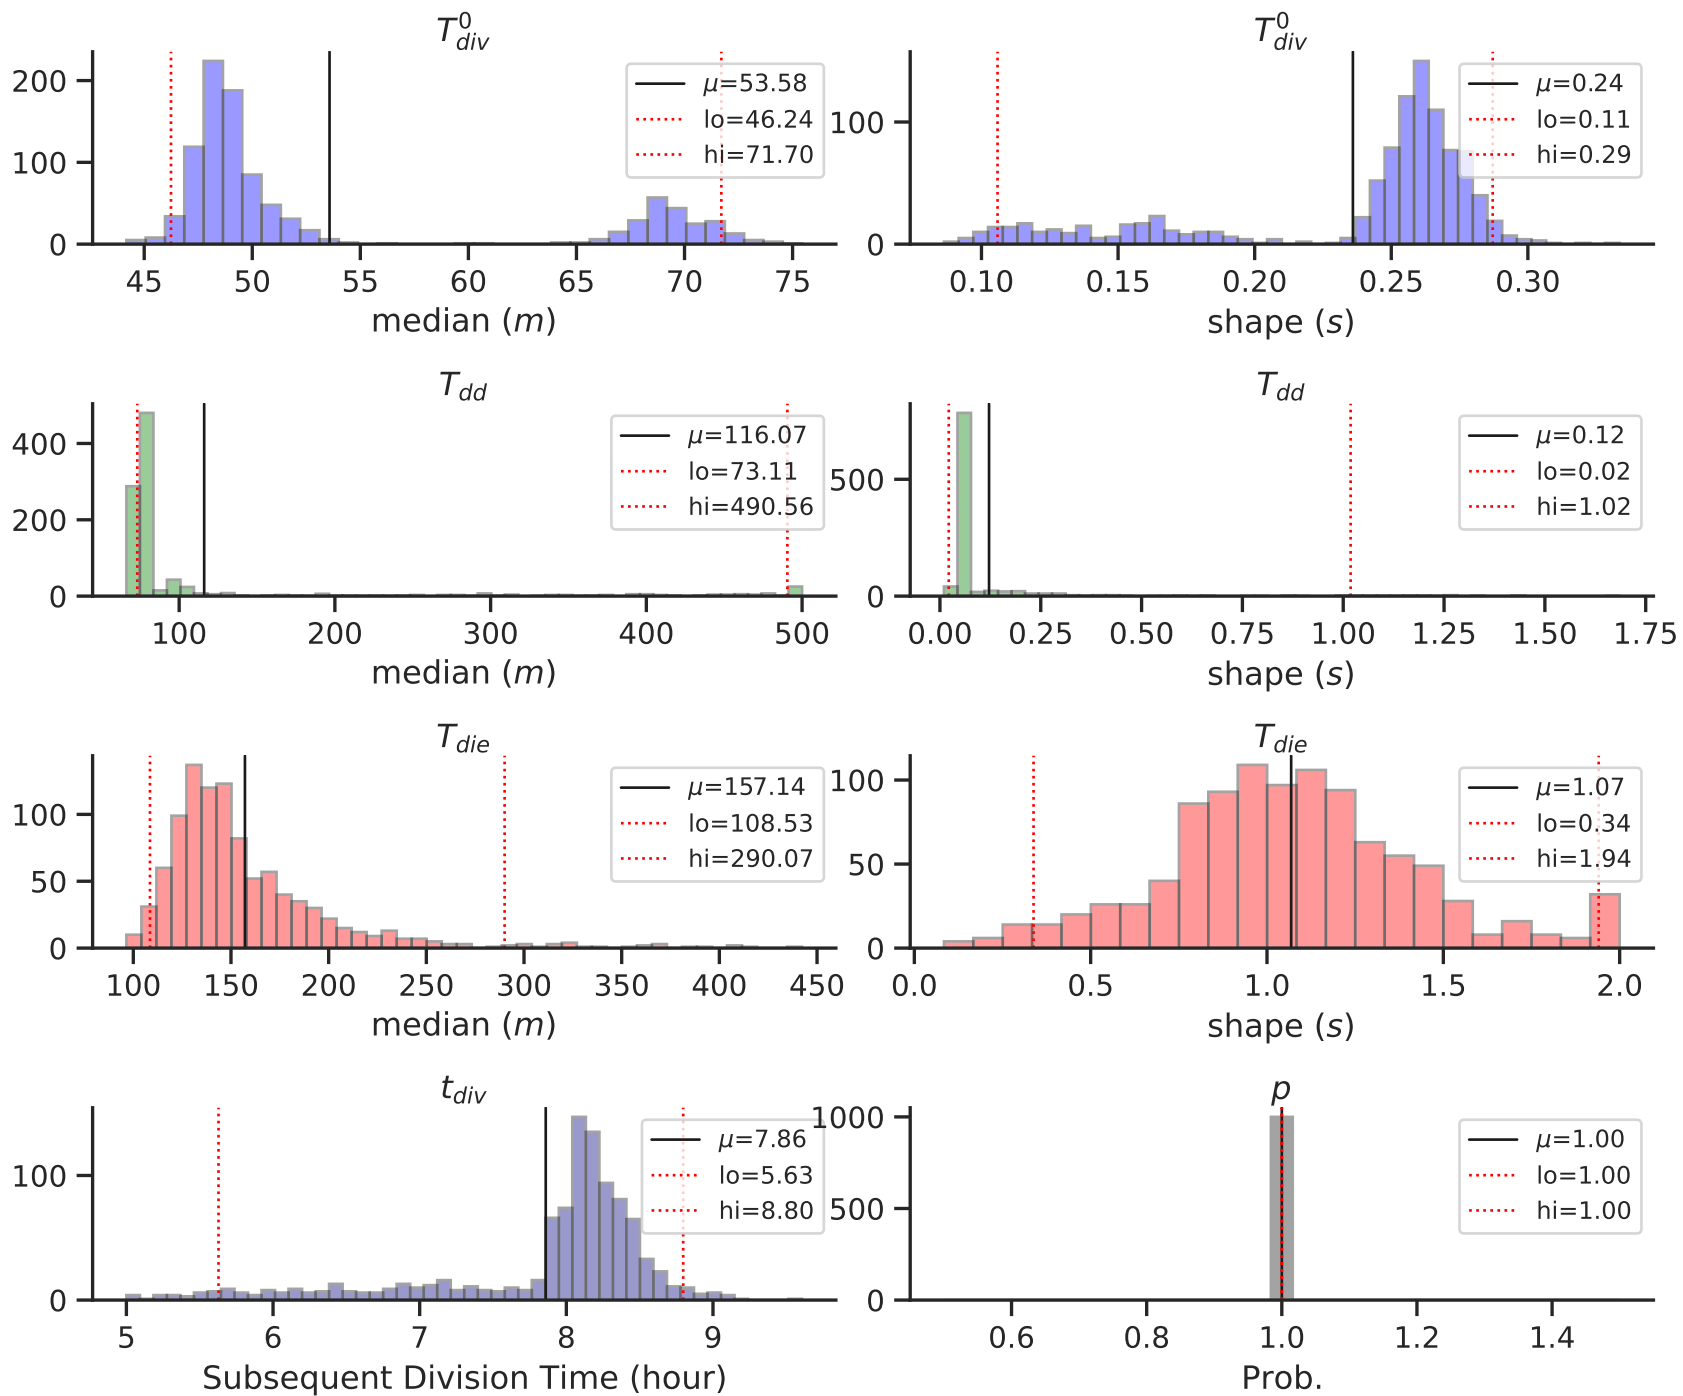 T⁰div
200
100
0
μ=53.58
lo=46.24
hi=71.70
45 50 55 60 65 70 75
median (m)
T⁰div
100
0
μ=0.24
lo=0.11
hi=0.29
0.10 0.15 0.20 0.25 0.30
shape (s)
Tdd
400
200
0
μ=116.07
lo=73.11
hi=490.56
100 200 300 400 500
median (m)
Tdd
500
0
μ=0.12
lo=0.02
hi=1.02
0.00 0.25 0.50 0.75 1.00 1.25 1.50 1.75
shape (s)
Tdie
100
50
0
μ=157.14
lo=108.53
hi=290.07
100 150 200 250 300 350 400 450
median (m)
Tdie
100
50
0
μ=1.07
lo=0.34
hi=1.94
0.0 0.5 1.0 1.5 2.0
shape (s)
tdiv
100
0
μ=7.86
lo=5.63
hi=8.80
5 6 7 8 9
Subsequent Division Time (hour)
p
1000
500
0
μ=1.00
lo=1.00
hi=1.00
0.6 0.8 1.0 1.2 1.4
Prob.